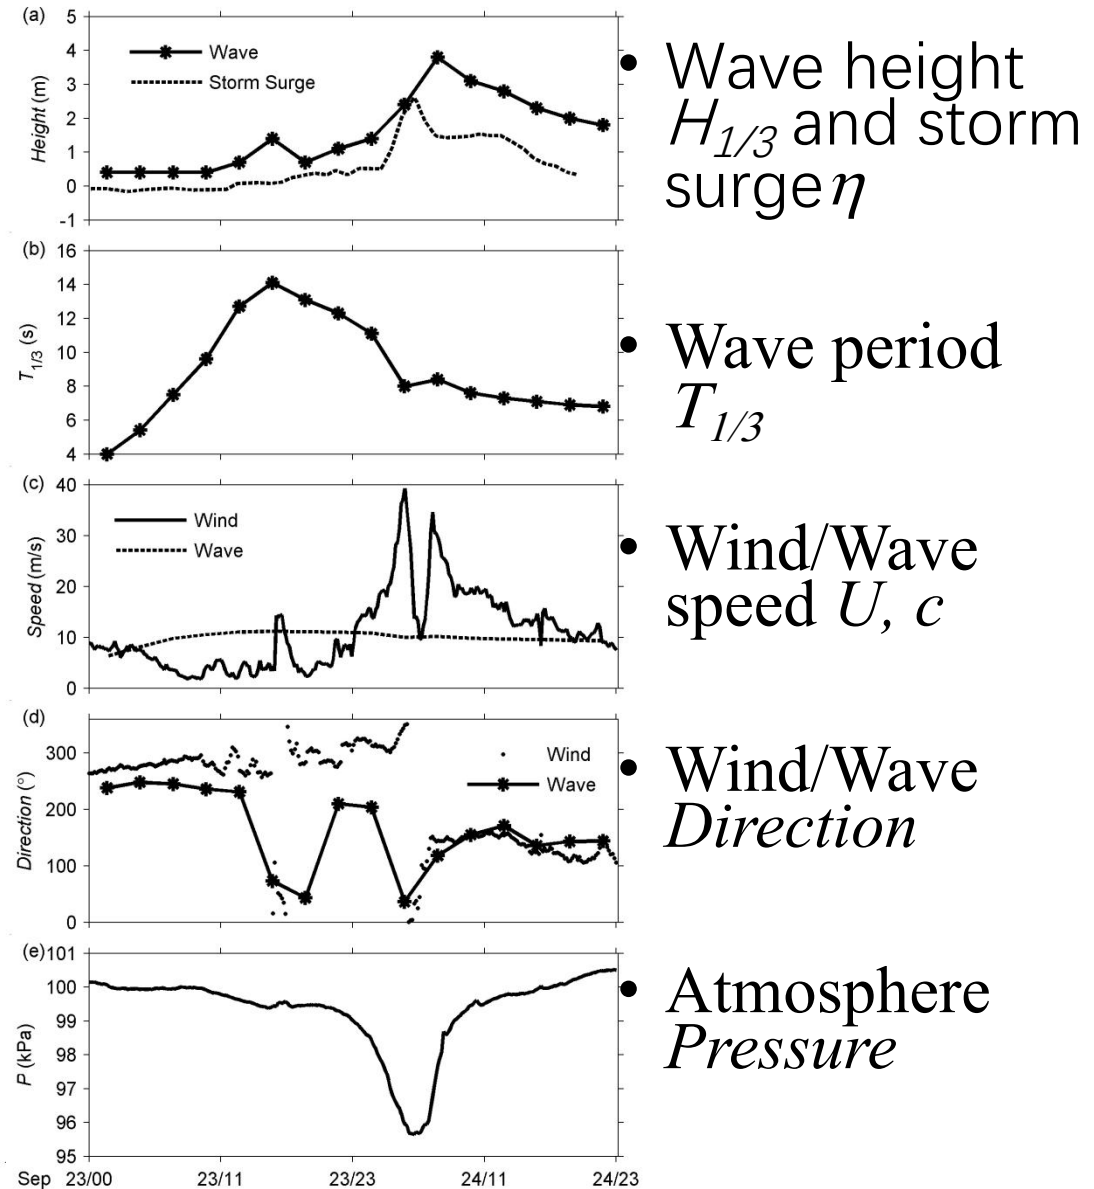 (a)
5
4
3
2
1
0
-1
Height (m)
Wave
Storm Surge
• Wave height
H1/3 and storm
surge η
(b)
16
14
12
10
8
6
4
T1/3 (s)
• Wave period
T1/3
(c)
40
30
20
10
0
Speed (m/s)
Wind
Wave
• Wind/Wave
speed U, c
(d)
300
200
100
0
Direction (°)
Wind
Wave
• Wind/Wave
Direction
(e)
101
100
99
98
97
96
95
P (kPa)
• Atmosphere
Pressure
Sep 23/00 23/11 23/23 24/11 24/23